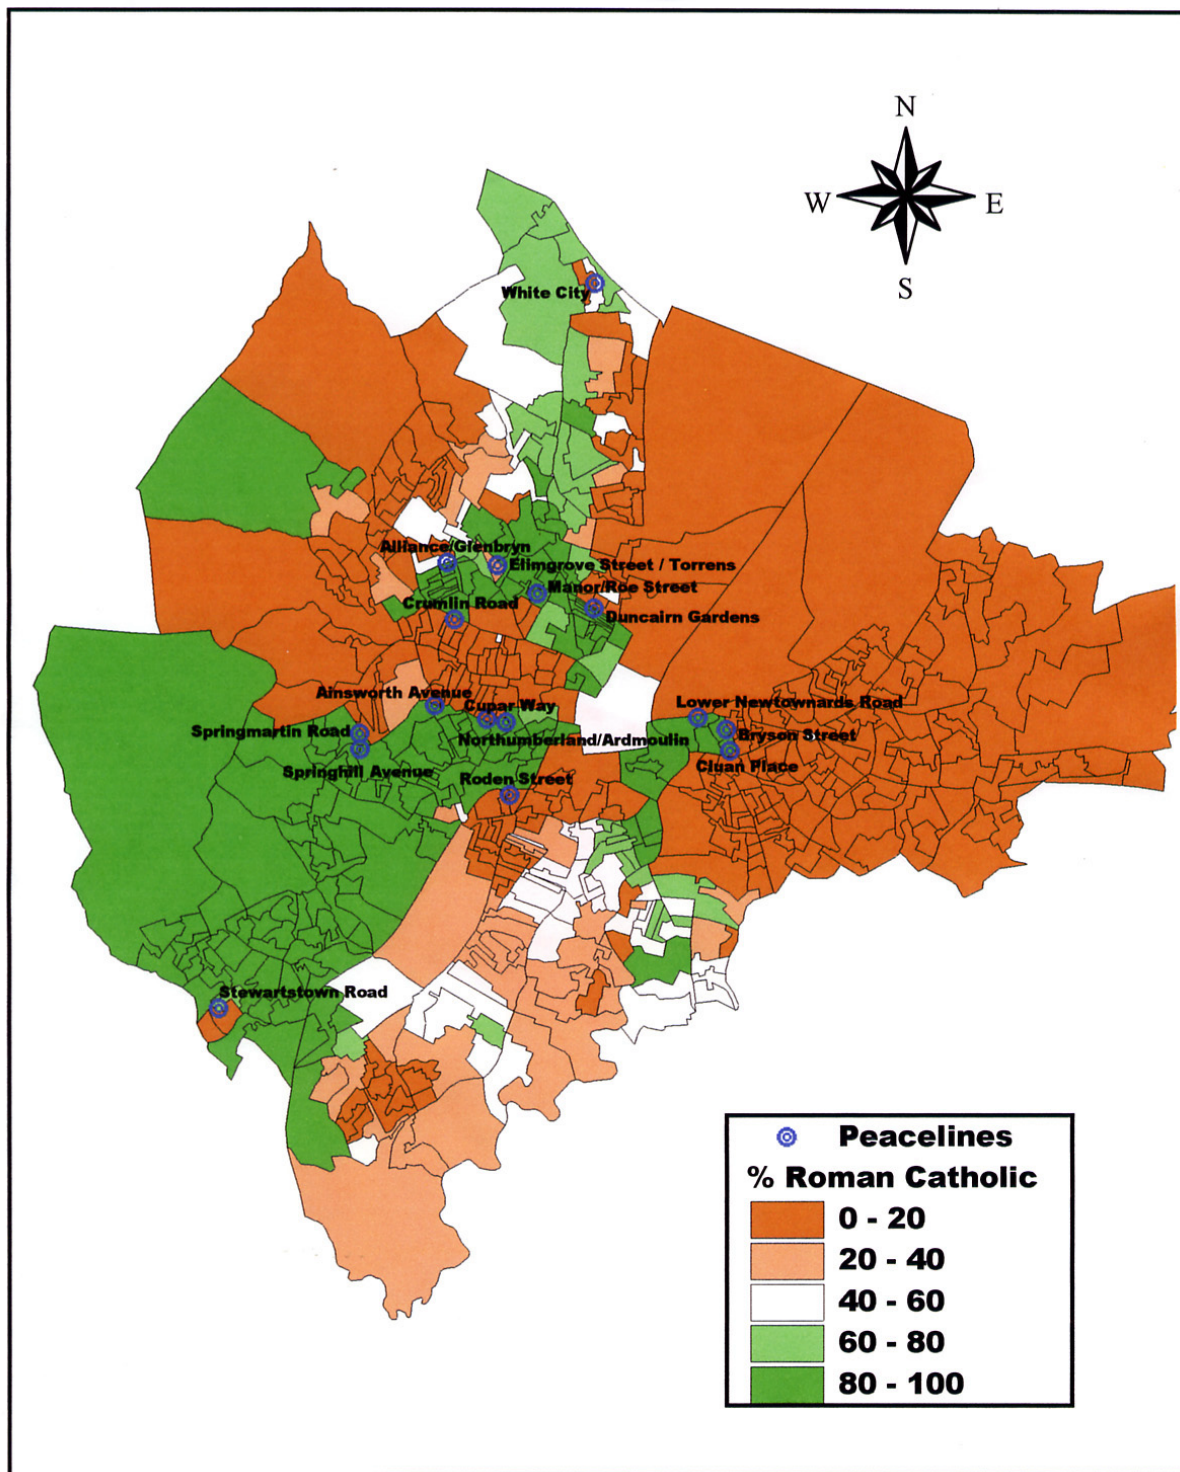 N
W E
S
White City
Alliance/Glenbryn
Elimgrove Street / Torrens
Manor/Roe Street
Crumlin Road
Duncairn Gardens
Ainsworth Avenue
Lower Newtownards Road
Cupar Way
Springmartin Road
Bryson Street
Northumberland/Ardmoulin
Cluan Place
Springhill Avenue
Roden Street
Stewartstown Road
Peacelines
% Roman Catholic
0 - 20
20 - 40
40 - 60
60 - 80
80 - 100